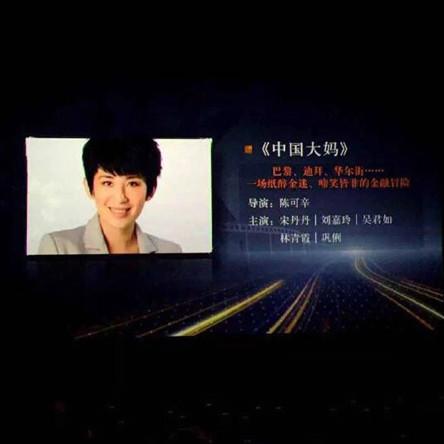 《中国大妈》
巴黎、迪拜、华尔街……
一场纸醉金迷、啼笑皆非的金融冒险
导演：陈可辛
主演：宋丹丹｜刘嘉玲｜吴君如
林青霞｜巩俐